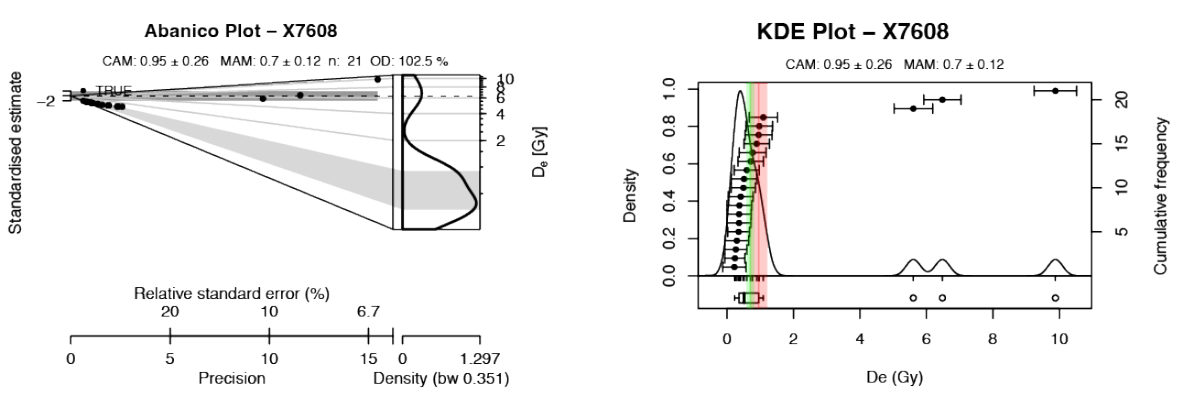 Abanico Plot – X7608
CAM: 0.95 ± 0.26 MAM: 0.7 ± 0.12 n: 21 OD: 102.5 %
Standardised estimate
−2
TRUE
10
8
6
4
2
De [Gy]
Relative standard error (%)
20 10 6.7
0 5 10 15 0 1.297
Precision Density (bw 0.351)
KDE Plot – X7608
CAM: 0.95 ± 0.26 MAM: 0.7 ± 0.12
Density
1.0
0.8
0.6
0.4
0.2
0.0
20
15
10
5
Cumulative frequency
0 2 4 6 8 10
De (Gy)